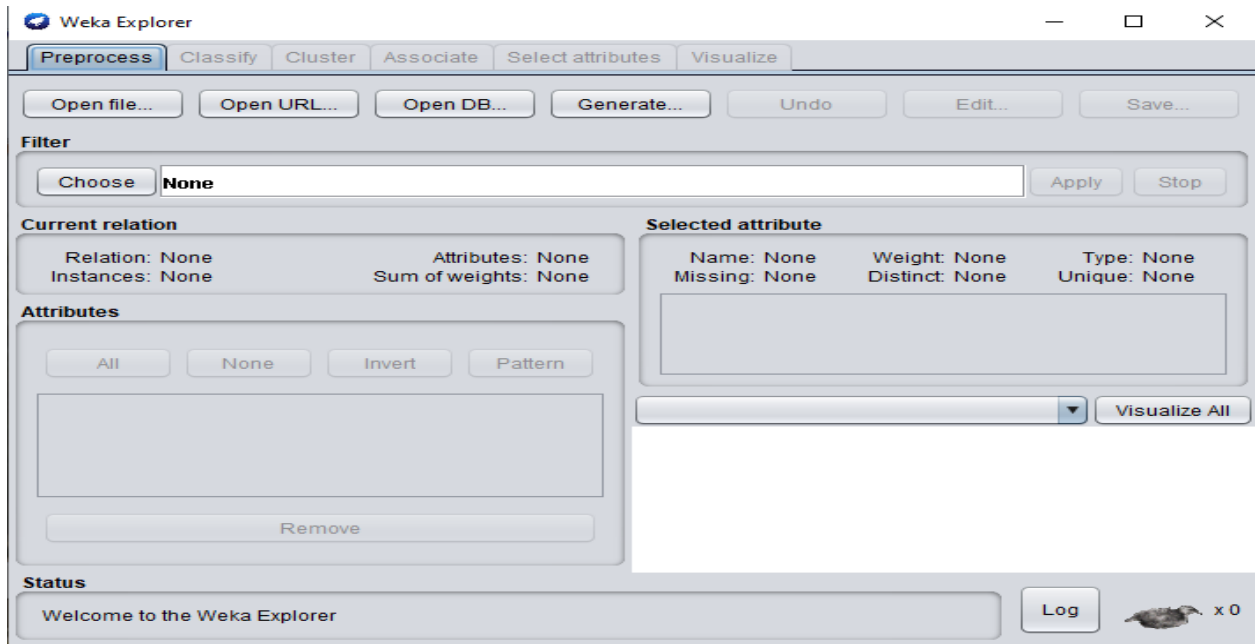 Weka Explorer
Preprocess Classify Cluster Associate Select attributes Visualize
Open file... Open URL... Open DB... Generate... Undo Edit... Save...
Filter
Choose None Apply Stop
Current relation
Relation: None Attributes: None
Instances: None Sum of weights: None
Selected attribute
Name: None Weight: None Type: None
Missing: None Distinct: None Unique: None
Attributes
All None Invert Pattern
Remove
Visualize All
Status
Welcome to the Weka Explorer
Log x 0